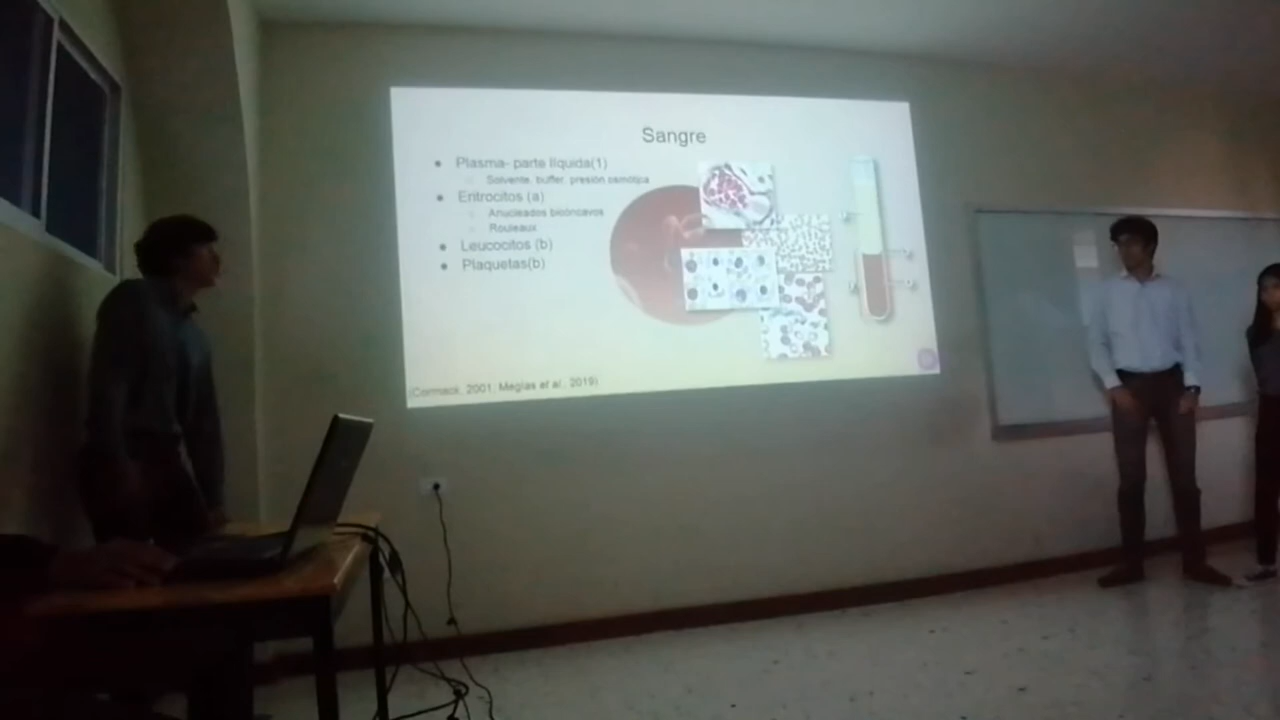 Sangre
Plasma- parte líquida(1)
Solvente, buffer, presión osmótica
Eritrocitos (a)
Anucleados bicóncavos
Rouleaux
Leucocitos (b)
Plaquetas(b)
(Cormack, 2001, Megías et al., 2019)